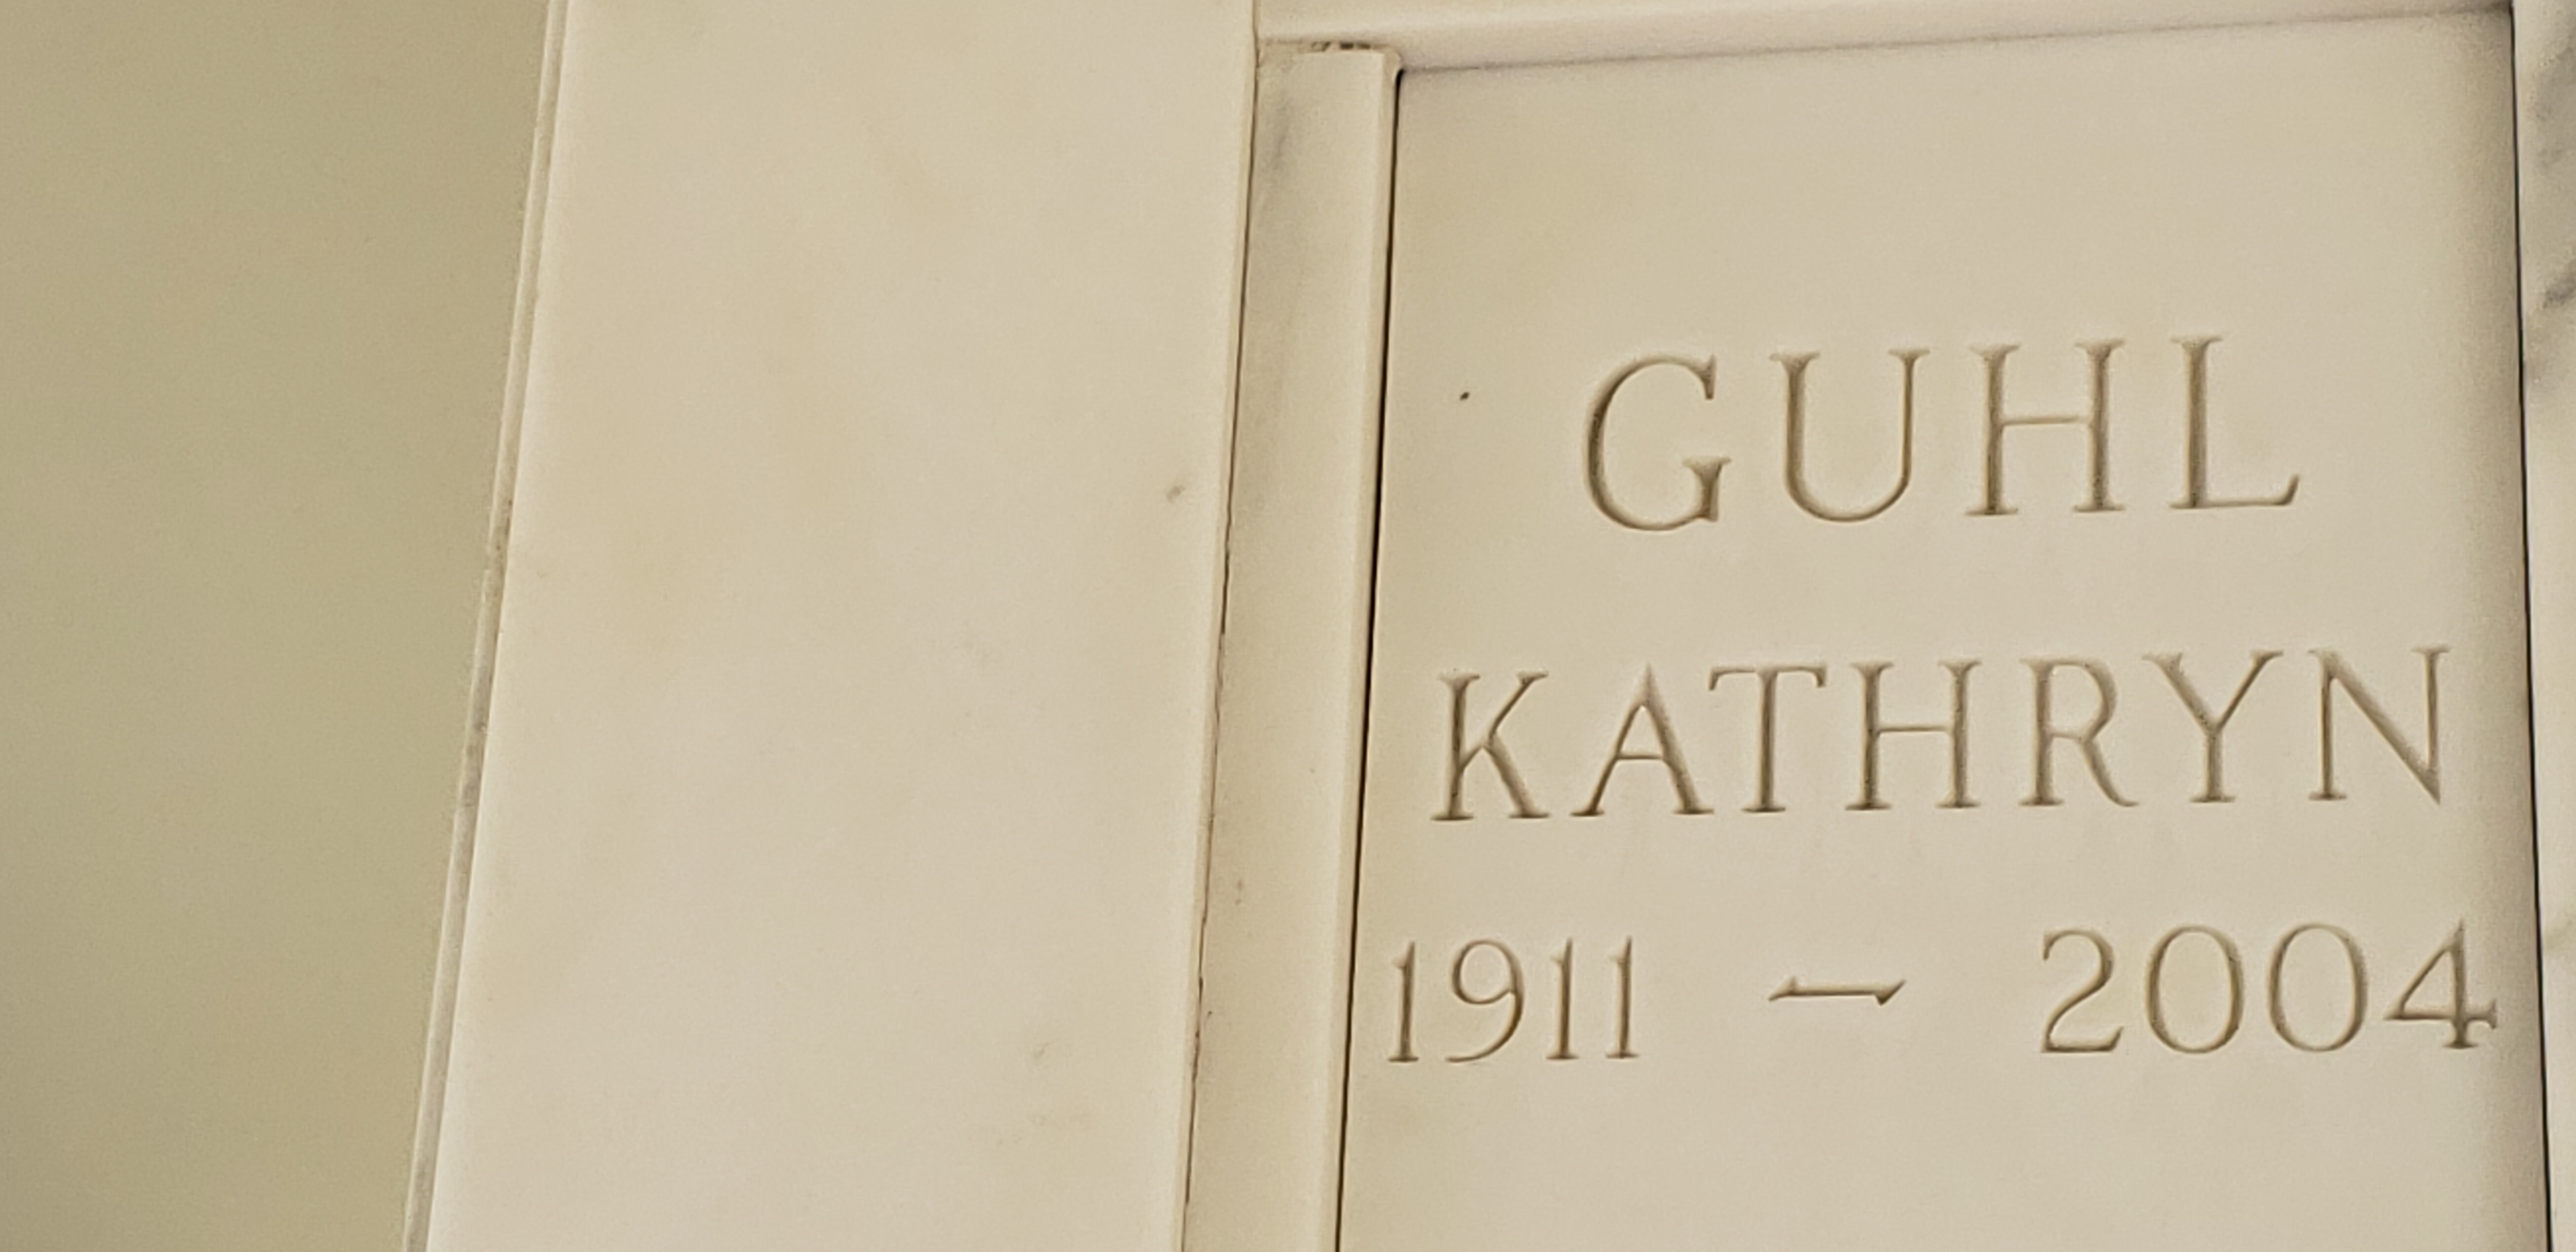 GUHL
KATHRYN
1911 – 2004